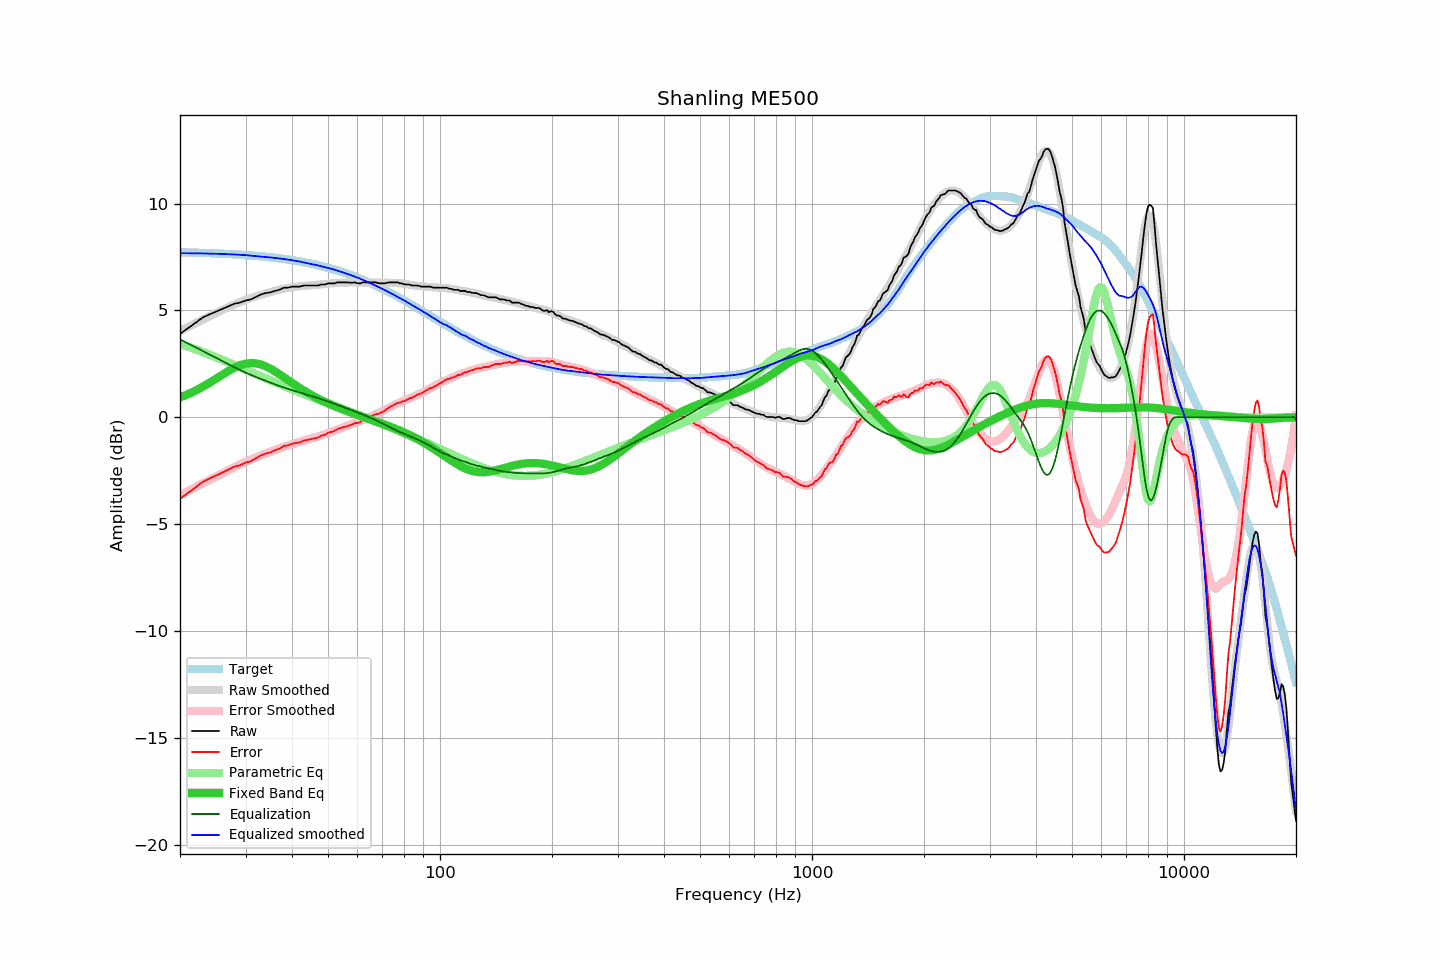 Shanling ME500
Amplitude (dBr)
10
5
0
−5
−10
−15
−20
Target
Raw Smoothed
Error Smoothed
Raw
Error
Parametric Eq
Fixed Band Eq
Equalization
Equalized smoothed
100
1000
10000
Frequency (Hz)